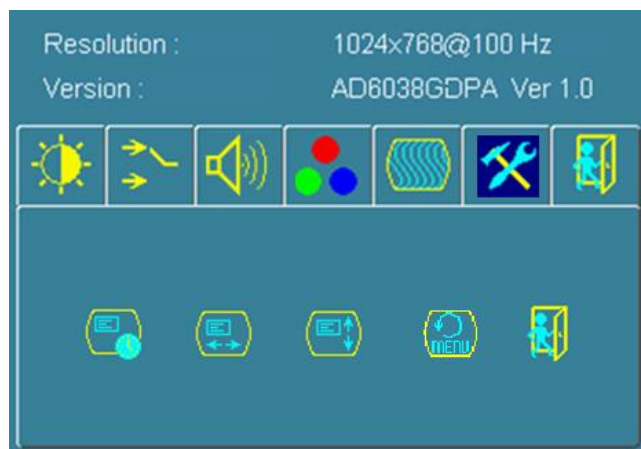 Resolution : 1024x768@100 Hz
Version : AD6038GDPA Ver 1.0
MENU